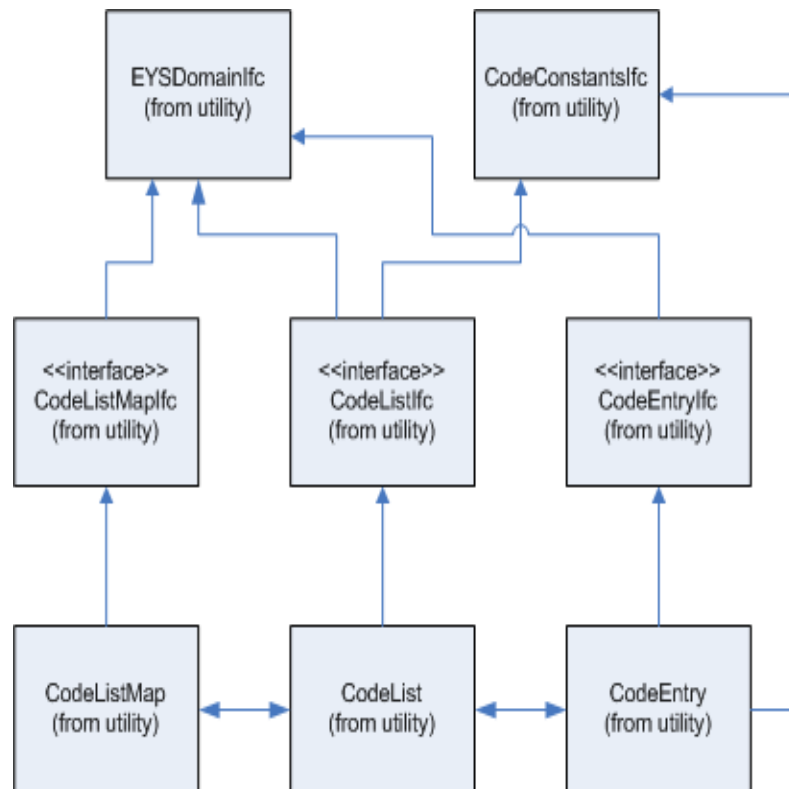 EYSDomainIfc
(from utility)
CodeConstantsIfc
(from utility)
<<interface>>
CodeListMapIfc
(from utility)
<<interface>>
CodeListIfc
(from utility)
<<interface>>
CodeEntryIfc
(from utility)
CodeListMap
(from utility)
CodeList
(from utility)
CodeEntry
(from utility)